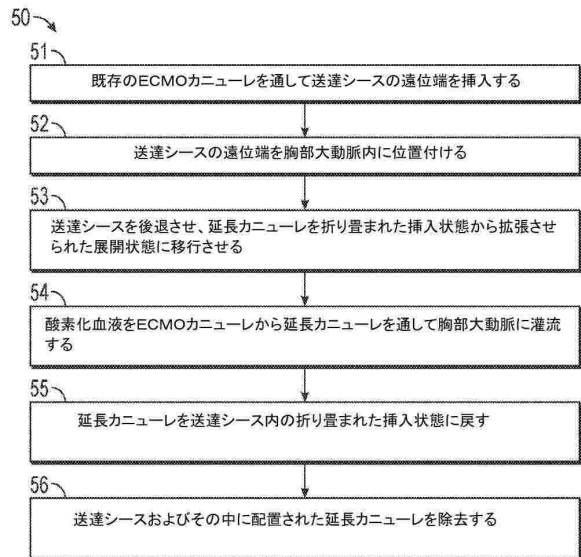 50
51
既存のECMOカニューレを通して送達シースの遠位端を挿入する
52
送達シースの遠位端を胸部大動脈内に位置付ける
53
送達シースを後退させ、延長カニューレを折り畳まれた挿入状態から拡張させ
られた展開状態に移行させる
54
酸素化血液をECMOカニューレから延長カニューレを通して胸部大動脈に灌流
する
55
延長カニューレを送達シース内の折り畳まれた挿入状態に戻す
56
送達シースおよびその中に配置された延長カニューレを除去する